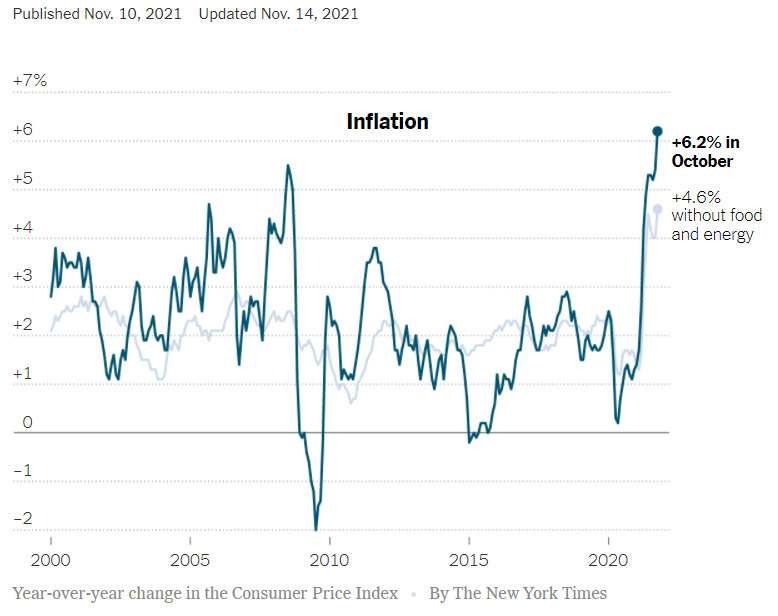 Published Nov. 10, 2021 Updated Nov. 14, 2021
+7%
Inflation
+6
+6.2% in
October
+5
+4.6%
without food
and energy
+4
+3
+2
+1
0
−1
−2
2000 2005 2010 2015 2020
Year-over-year change in the Consumer Price Index • By The New York Times